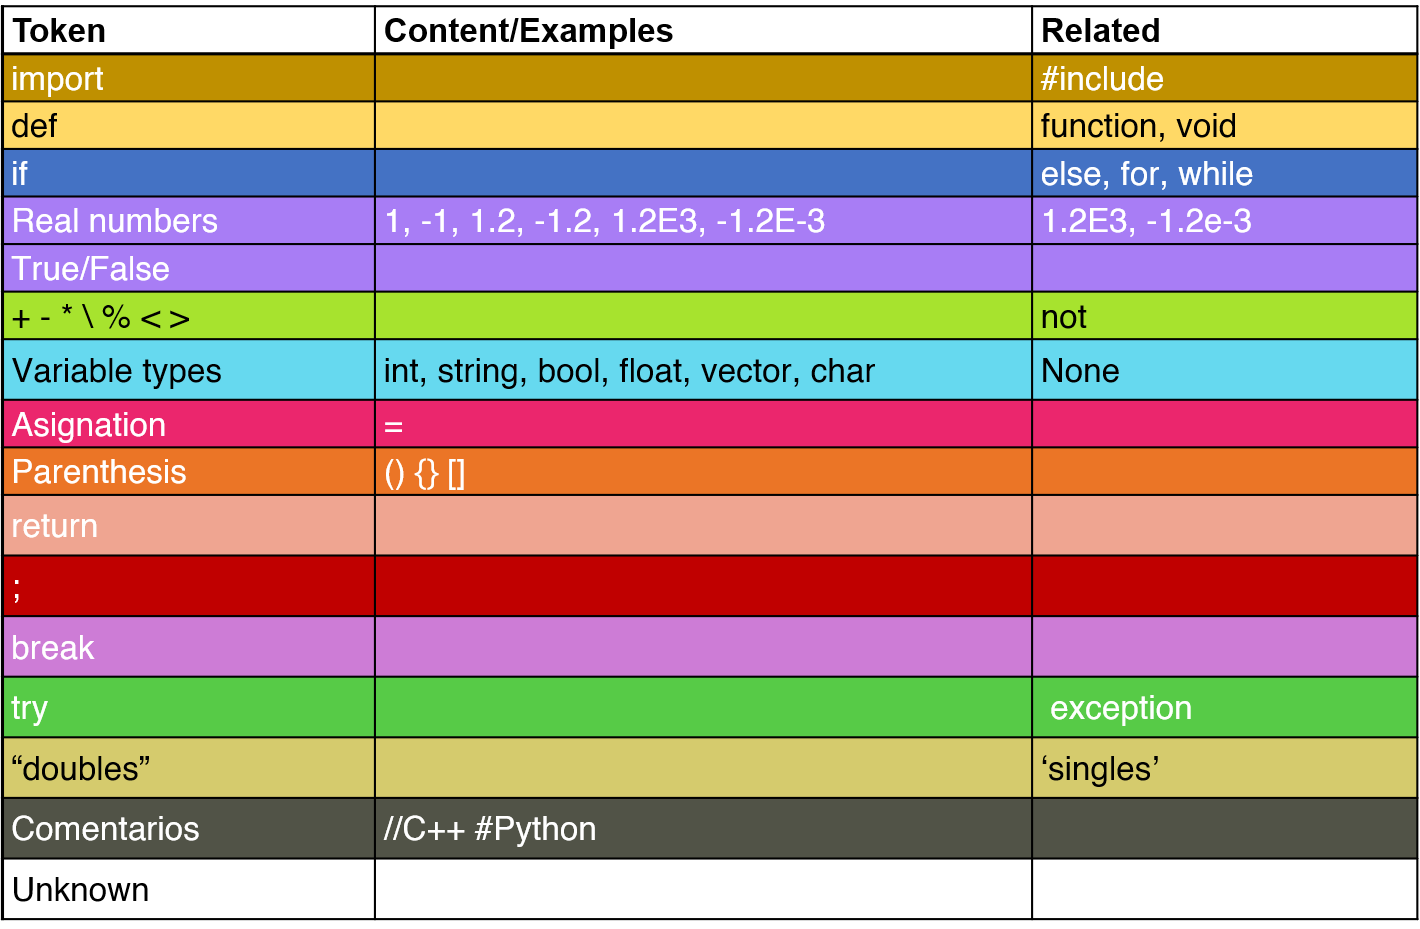 Token Content/Examples Related
import #include
def function, void
if else, for, while
Real numbers 1, -1, 1.2, -1.2, 1.2E3, -1.2E-3 1.2E3, -1.2e-3
True/False
+ - * \ % < > not
Variable types int, string, bool, float, vector, char None
Asignation =
Parenthesis () {} []
return
;
break
try exception
“doubles” ‘singles’
Comentarios //C++ #Python
Unknown